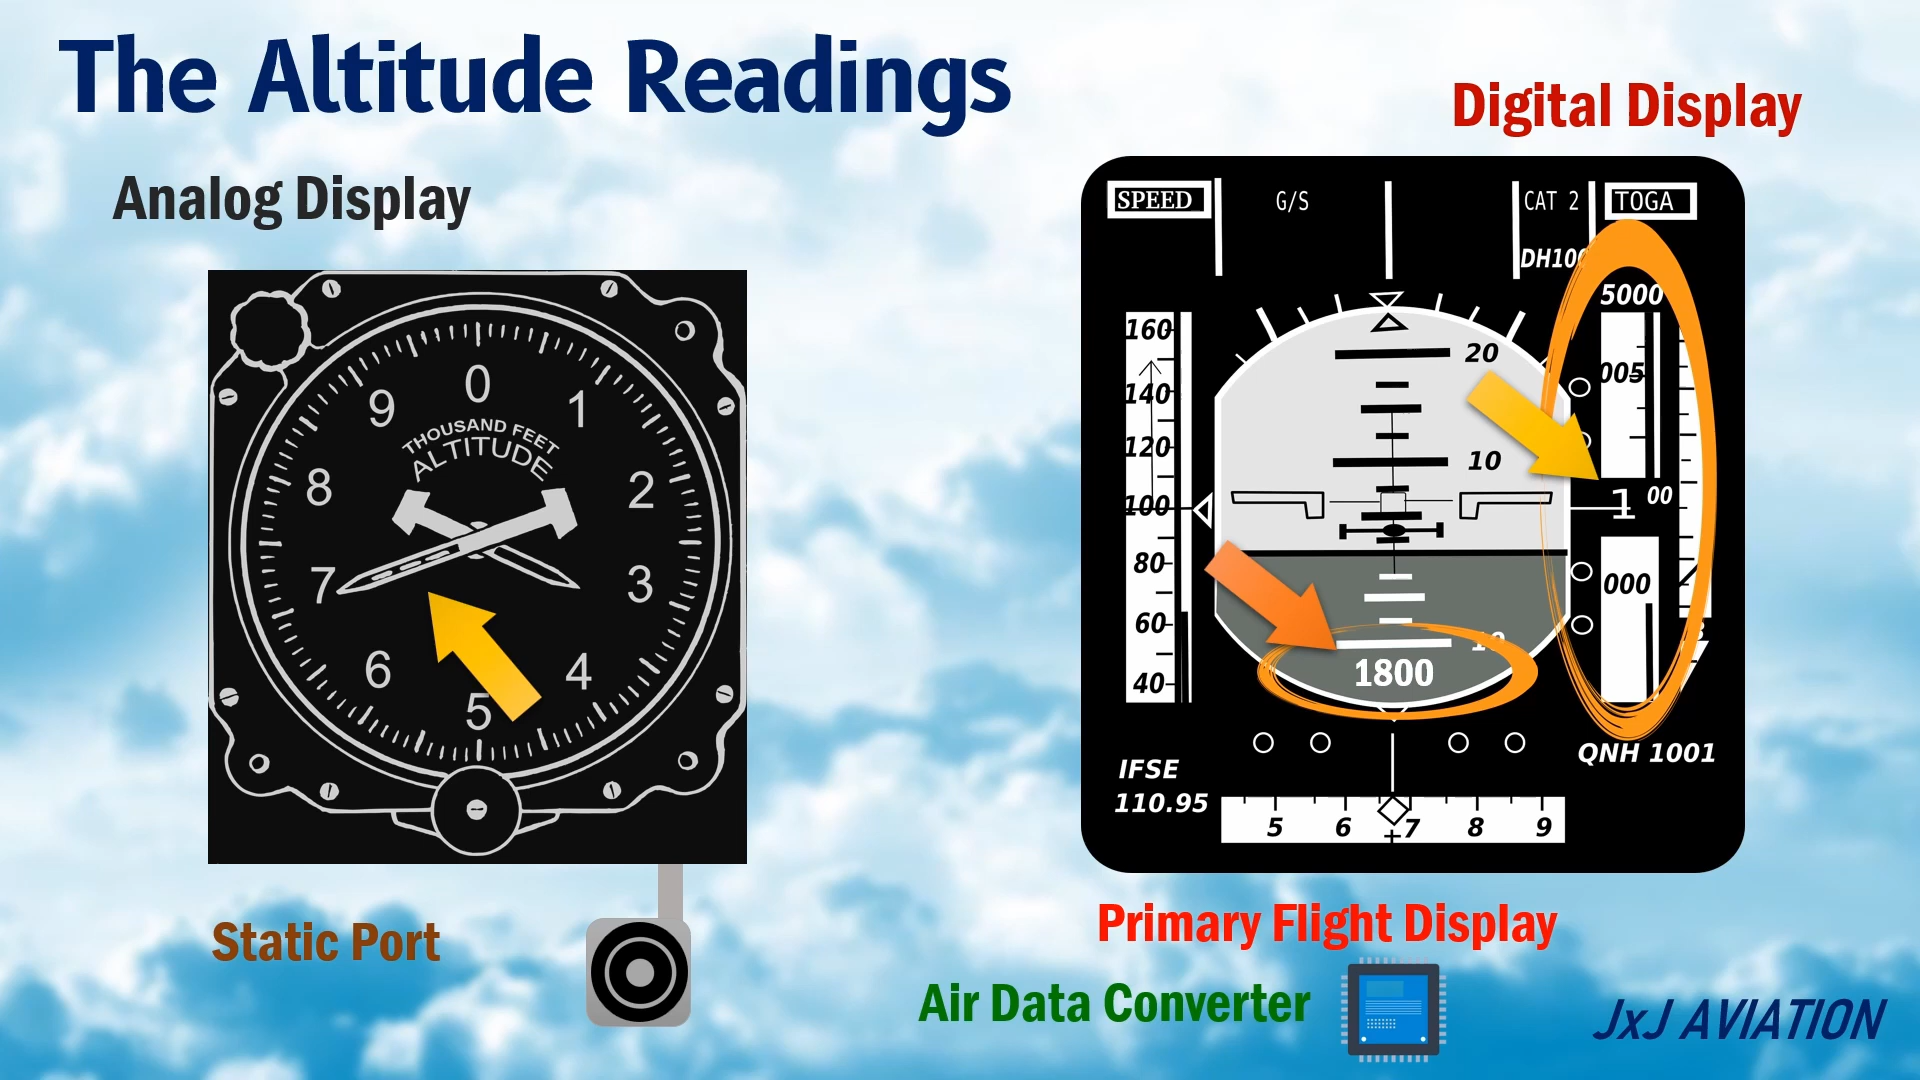 The Altitude Readings
Digital Display
Analog Display
SPEED G/S CAT 2 TOGA
DH100
5000
160
140
120
100
80
60
40
20
10
10
005
1 00
000
1800
QNH 1001
IFSE
110.95
5 6 7 8 9
0
1
2
3
4
5
6
7
8
9
THOUSAND FEET
ALTITUDE
Static Port
Primary Flight Display
Air Data Converter
JxJ AVIATION